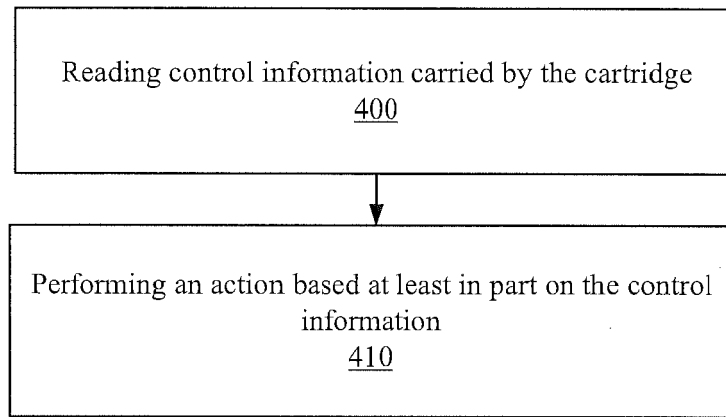 Reading control information carried by the cartridge
400
Performing an action based at least in part on the control
information
410